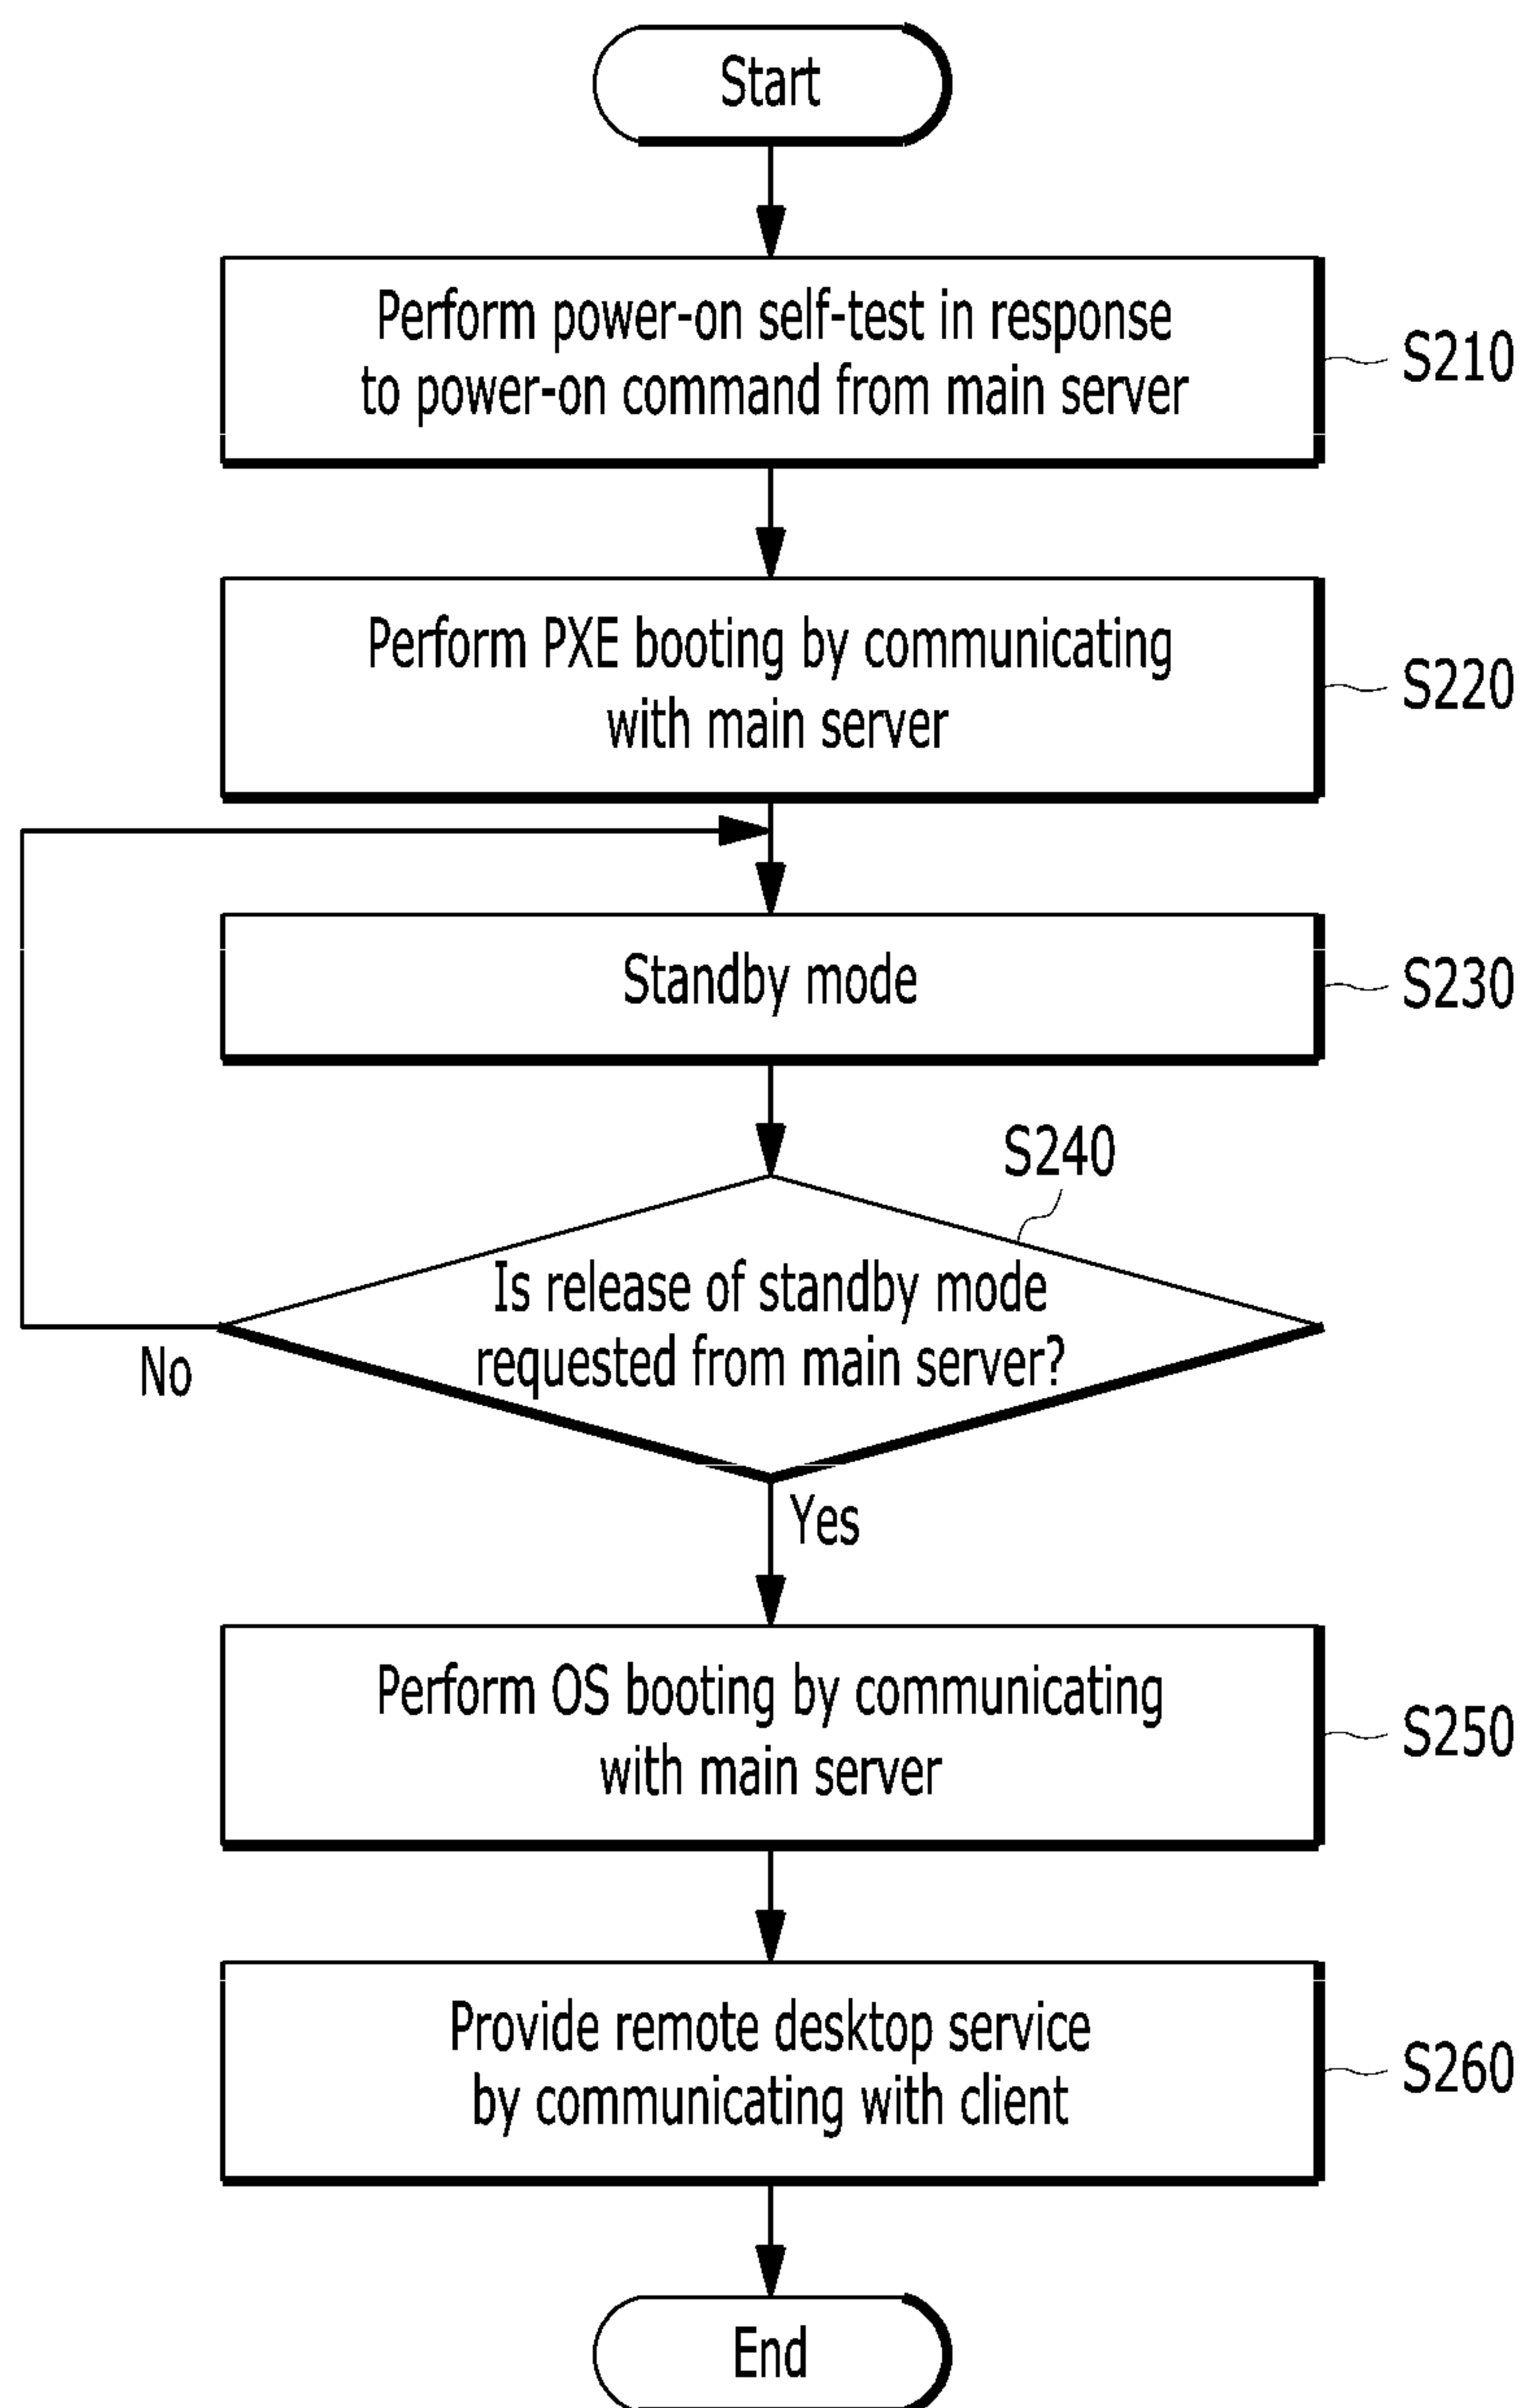 Start
Perform power-on self-test in response
to power-on command from main server
S210
Perform PXE booting by communicating
with main server
S220
Standby mode
S230
S240
Is release of standby mode
requested from main server?
No
Yes
Perform OS booting by communicating
with main server
S250
Provide remote desktop service
by communicating with client
S260
End